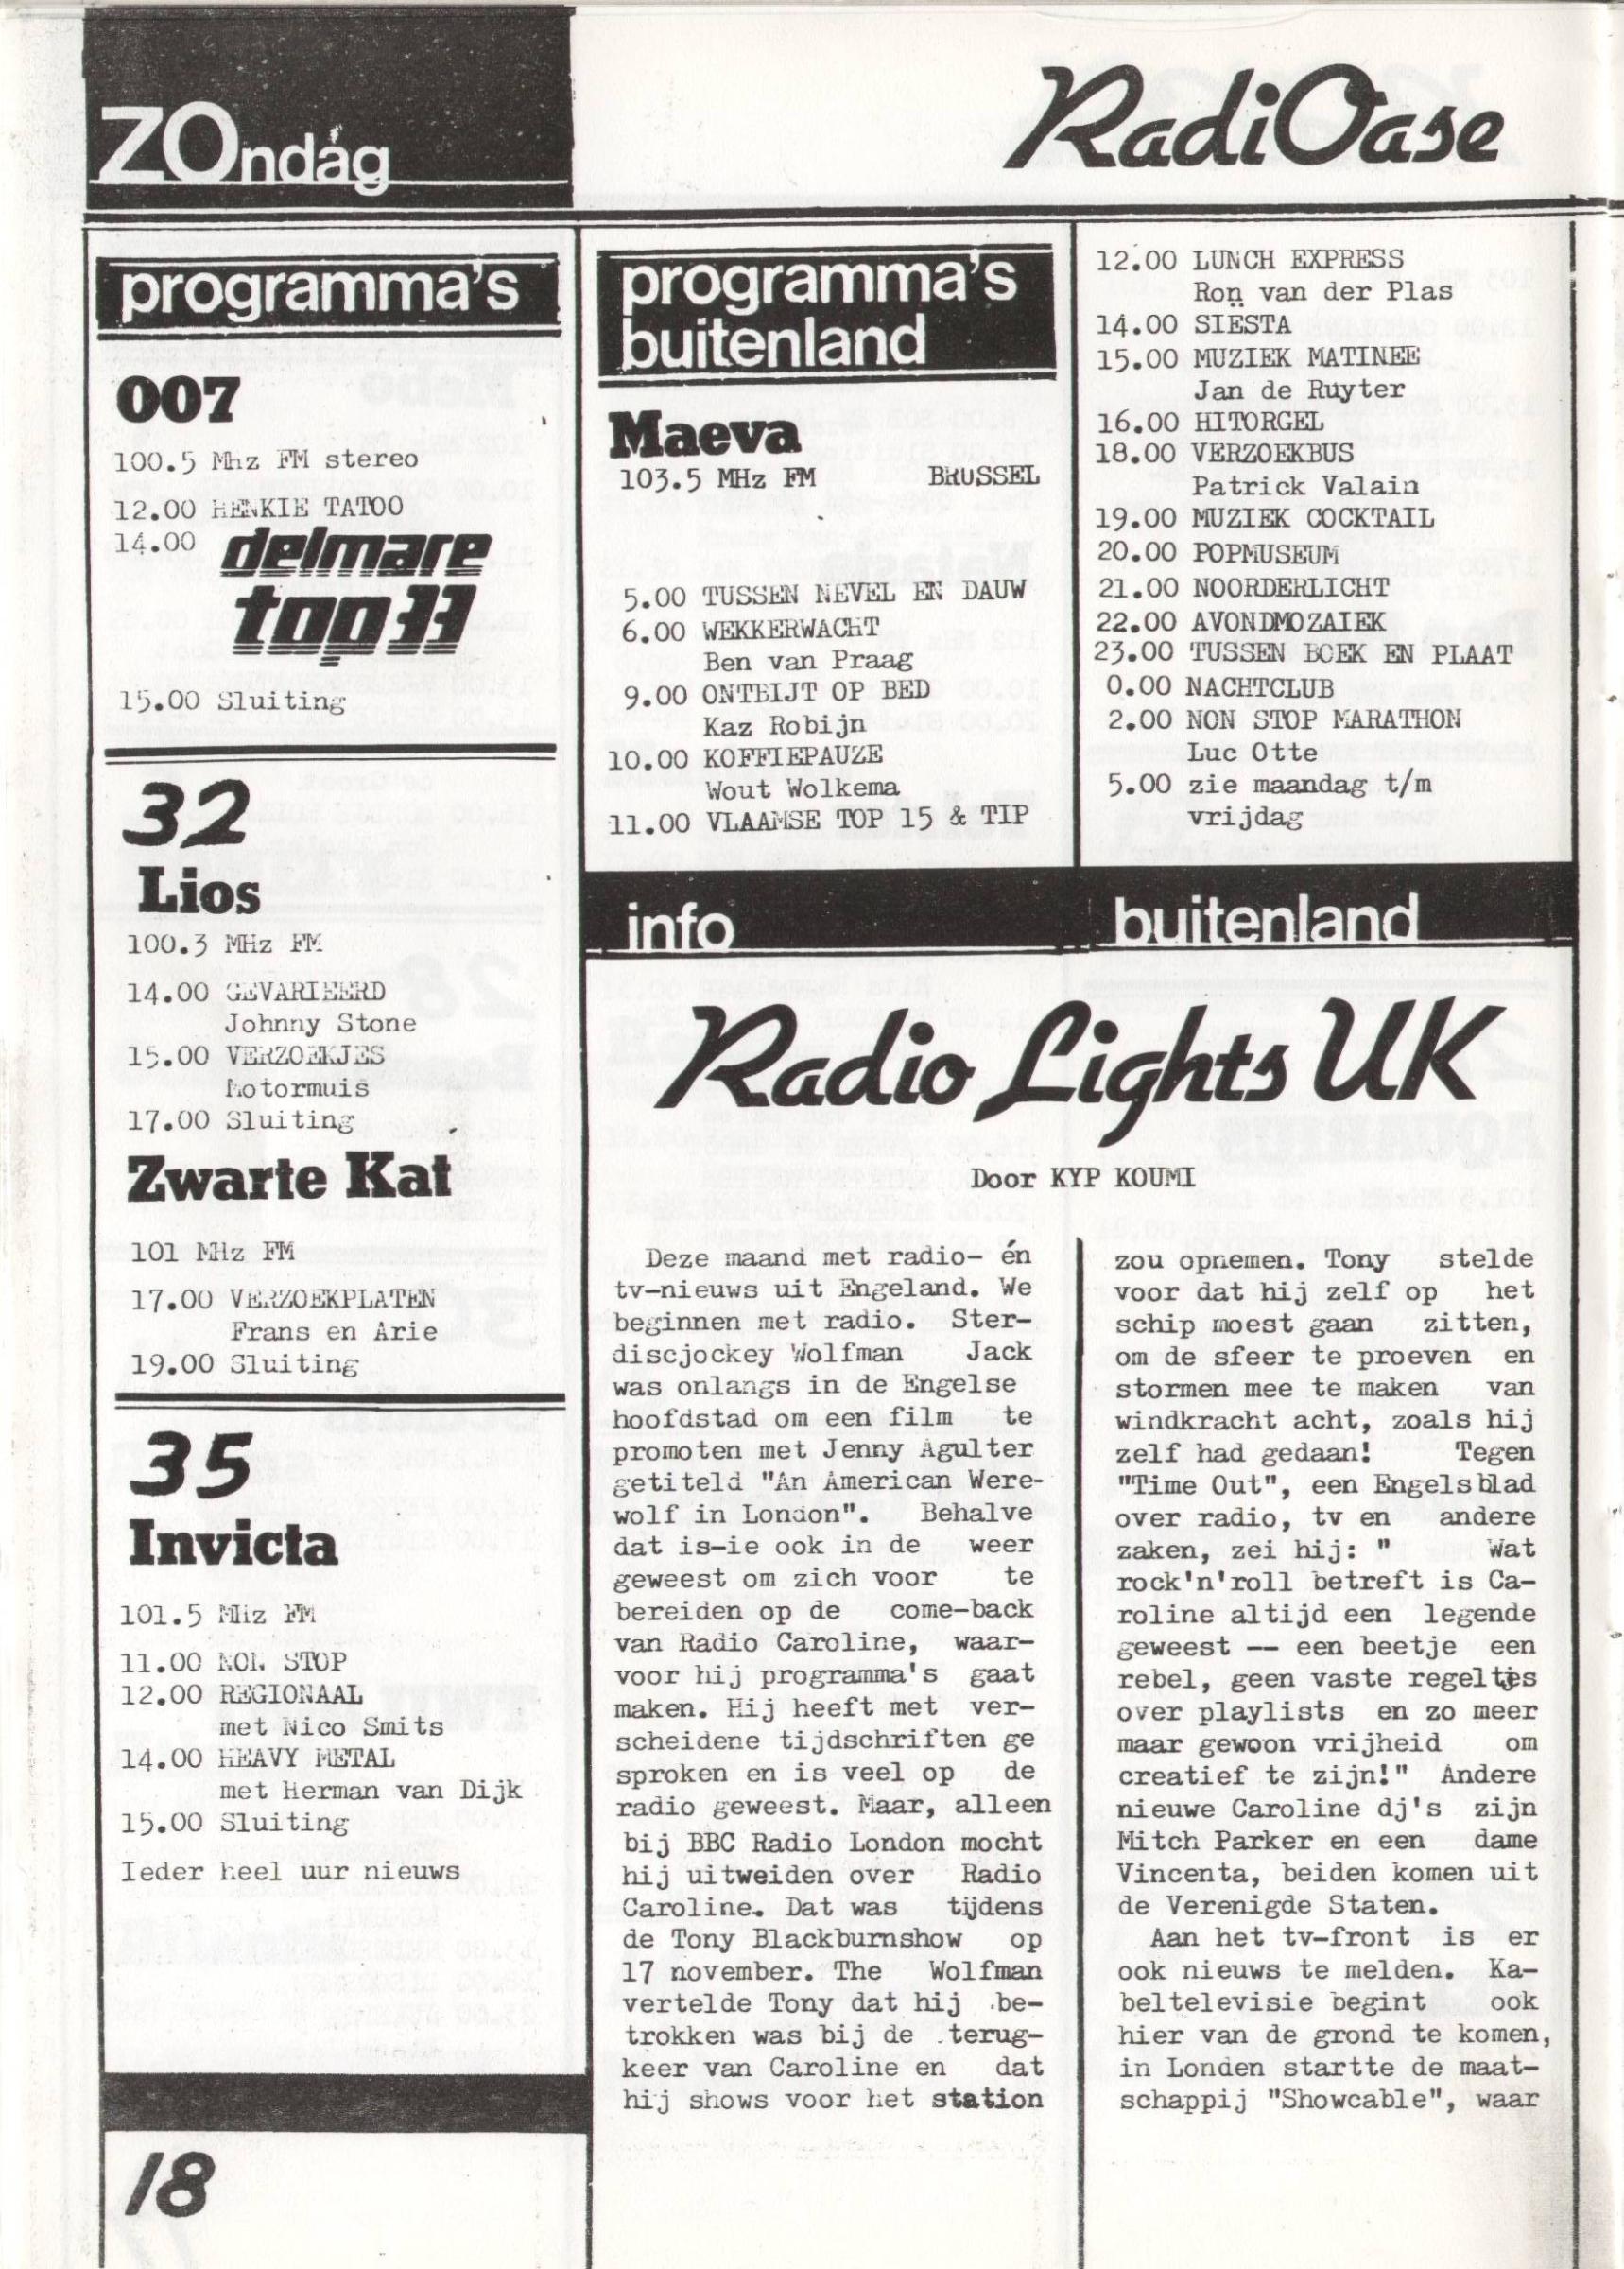 ZOndag
RadiOase
programma's
007
100.5 Mhz FM stereo
12.00 HENKIE TATOO
14.00 delmare
top 33
15.00 Sluiting
32
Lios
100.3 MHz FM
14.00 GEVARIEERD
Johnny Stone
15.00 VERZOEKJES
Motormuis
17.00 Sluiting
Zwarte Kat
101 MHz FM
17.00 VERZOEKPLATEN
Frans en Arie
19.00 Sluiting
35
Invicta
101.5 MHz FM
11.00 NON STOP
12.00 REGIONAAL
met Nico Smits
14.00 HEAVY METAL
met Herman van Dijk
15.00 Sluiting
Ieder heel uur nieuws
18
programma's
buitenland
Maeva
103.5 MHz FM BRUSSEL
5.00 TUSSEN NEVEL EN DAUW
6.00 WEKKERWACHT
Ben van Praag
9.00 ONTBIJT OP BED
Kaz Robijn
10.00 KOFFIEPAUZE
Wout Wolkema
11.00 VLAAMSE TOP 15 & TIP
12.00 LUNCH EXPRESS
Ron van der Plas
14.00 SIESTA
15.00 MUZIEK MATINEE
Jan de Ruyter
16.00 HITORGEL
18.00 VERZOEKBUS
Patrick Valain
19.00 MUZIEK COCKTAIL
20.00 POPMUSEUM
21.00 NOORDERLICHT
22.00 AVONDMOZAIEK
23.00 TUSSEN BOEK EN PLAAT
0.00 NACHTCLUB
2.00 NON STOP MARATHON
Luc Otte
5.00 zie maandag t/m
vrijdag
info buitenland
Radio Lights UK
Door KYP KOUMI
Deze maand met radio- én
tv-nieuws uit Engeland. We
beginnen met radio. Ster-
discjockey Wolfman Jack
was onlangs in de Engelse
hoofdstad om een film te
promoten met Jenny Agulter
getiteld "An American Were-
wolf in London". Behalve
dat is-ie ook in de weer
geweest om zich voor te
bereiden op de come-back
van Radio Caroline, waar-
voor hij programma's gaat
maken. Hij heeft met ver-
scheidene tijdschriften ge
sproken en is veel op de
radio geweest. Maar, alleen
bij BBC Radio London mocht
hij uitweiden over Radio
Caroline. Dat was tijdens
de Tony Blackburnshow op
17 november. The Wolfman
vertelde Tony dat hij be-
trokken was bij de terug-
keer van Caroline en dat
hij shows voor het station
zou opnemen. Tony stelde
voor dat hij zelf op het
schip moest gaan zitten,
om de sfeer te proeven en
stormen mee te maken van
windkracht acht, zoals hij
zelf had gedaan! Tegen
"Time Out", een Engels blad
over radio, tv en andere
zaken, zei hij: " Wat
rock'n'roll betreft is Ca-
roline altijd een legende
geweest -- een beetje een
rebel, geen vaste regeltjes
over playlists en zo meer
maar gewoon vrijheid om
creatief te zijn!" Andere
nieuwe Caroline dj's zijn
Mitch Parker en een dame
Vincenta, beiden komen uit
de Verenigde Staten.
Aan het tv-front is er
ook nieuws te melden. Ka-
beltelevisie begint ook
hier van de grond te komen,
in Londen startte de maat-
schappij "Showcable", waar